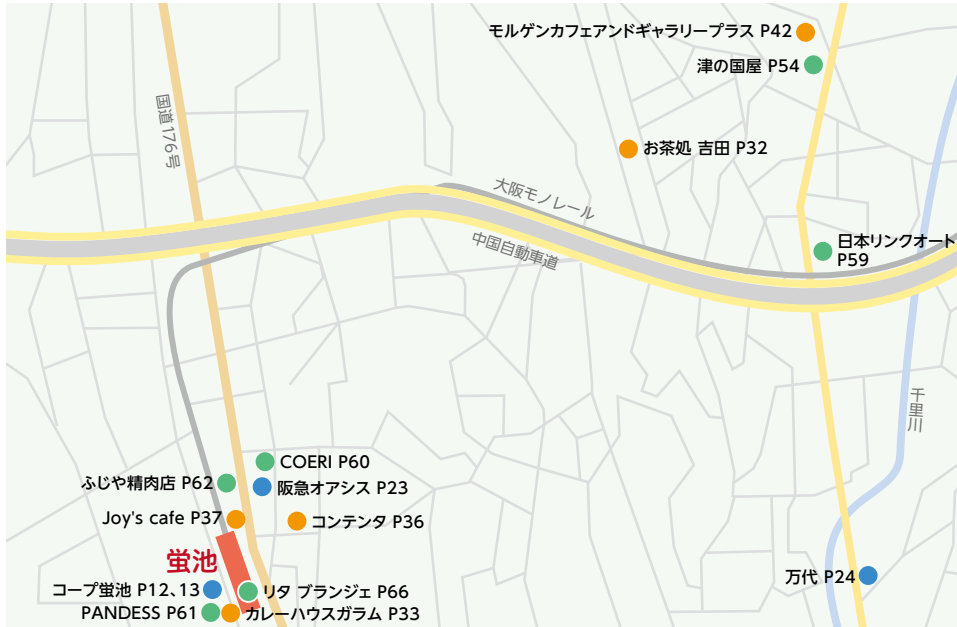 モルゲンカフェアンドギャラリープラス P42
津の国屋 P54
国道176号
お茶処 吉田 P32
大阪モノレール
中国自動車道
日本リンクオート
P59
千里川
COERI P60
ふじや精肉店 P62
阪急オアシス P23
Joy's cafe P37
コンテンタ P36
蛍池
コープ蛍池 P12、13
リタ ブランジェ P66
万代 P24
PANDESS P61
カレーハウスガラム P33